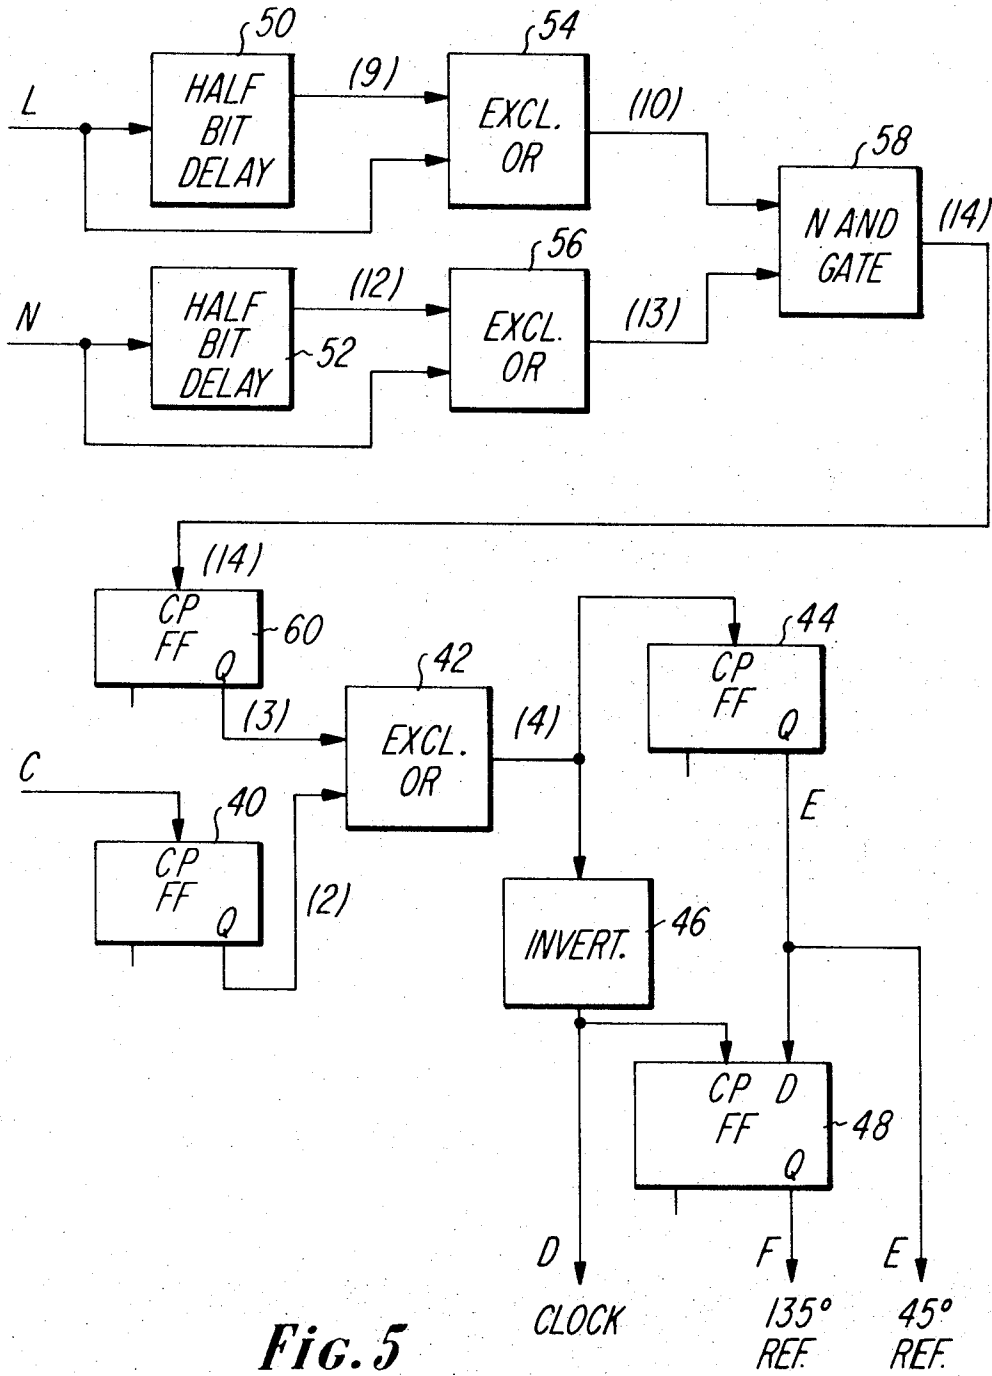 50
54
L
HALF
BIT
DELAY
(9)
EXCL.
OR
(10)
58
N AND
GATE
(14)
N
HALF
BIT
DELAY
52
(12)
56
EXCL.
OR
(13)
(14)
CP
FF
Q
60
(3)
42
EXCL.
OR
(4)
44
CP
FF
Q
C
40
CP
FF
Q
(2)
E
INVERT.
46
CP D
FF
Q
48
D
F
E
CLOCK
135°
REF.
45°
REF.
Fig. 5